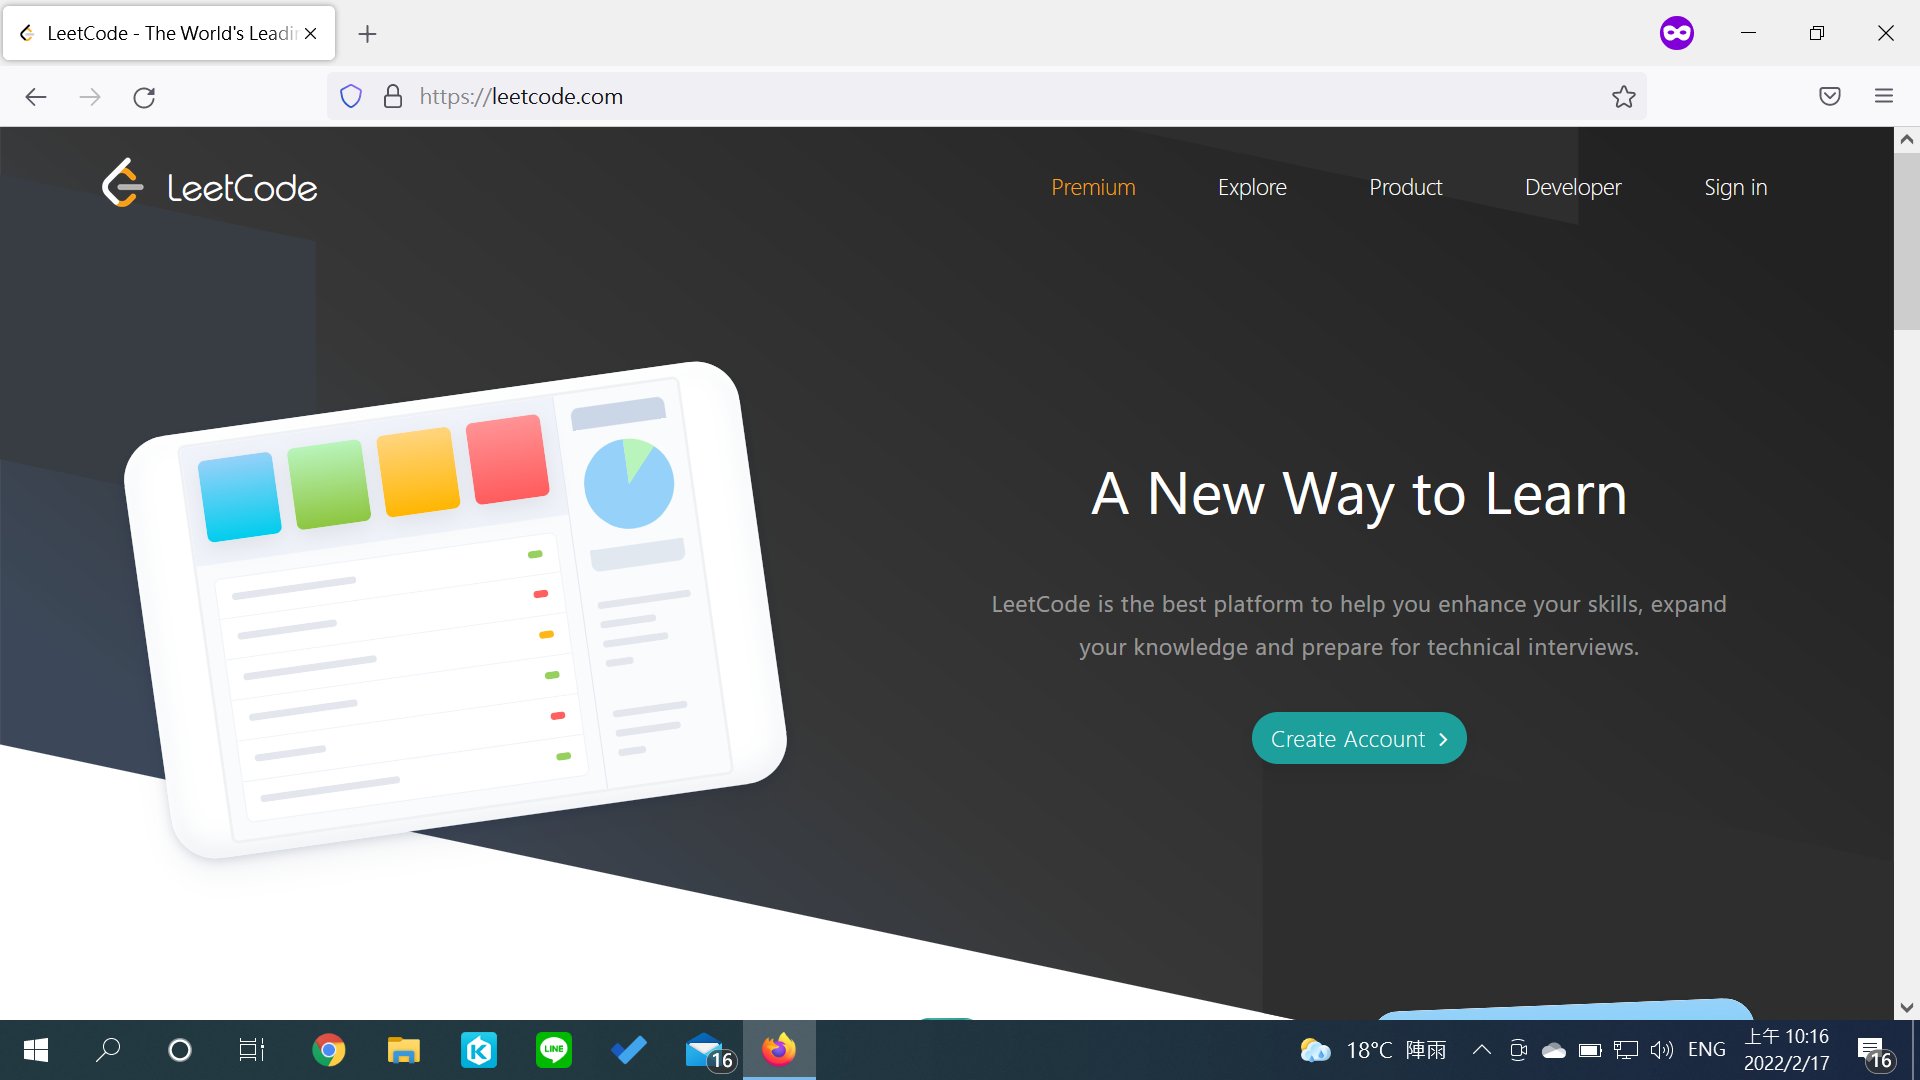 LeetCode - The World's Leadin
https://leetcode.com
LeetCode
Premium
Explore
Product
Developer
Sign in
A New Way to Learn
LeetCode is the best platform to help you enhance your skills, expand
your knowledge and prepare for technical interviews.
Create Account
K
LINE
16
18°C 陣雨
ENG
上午 10:16
2022/2/17
16